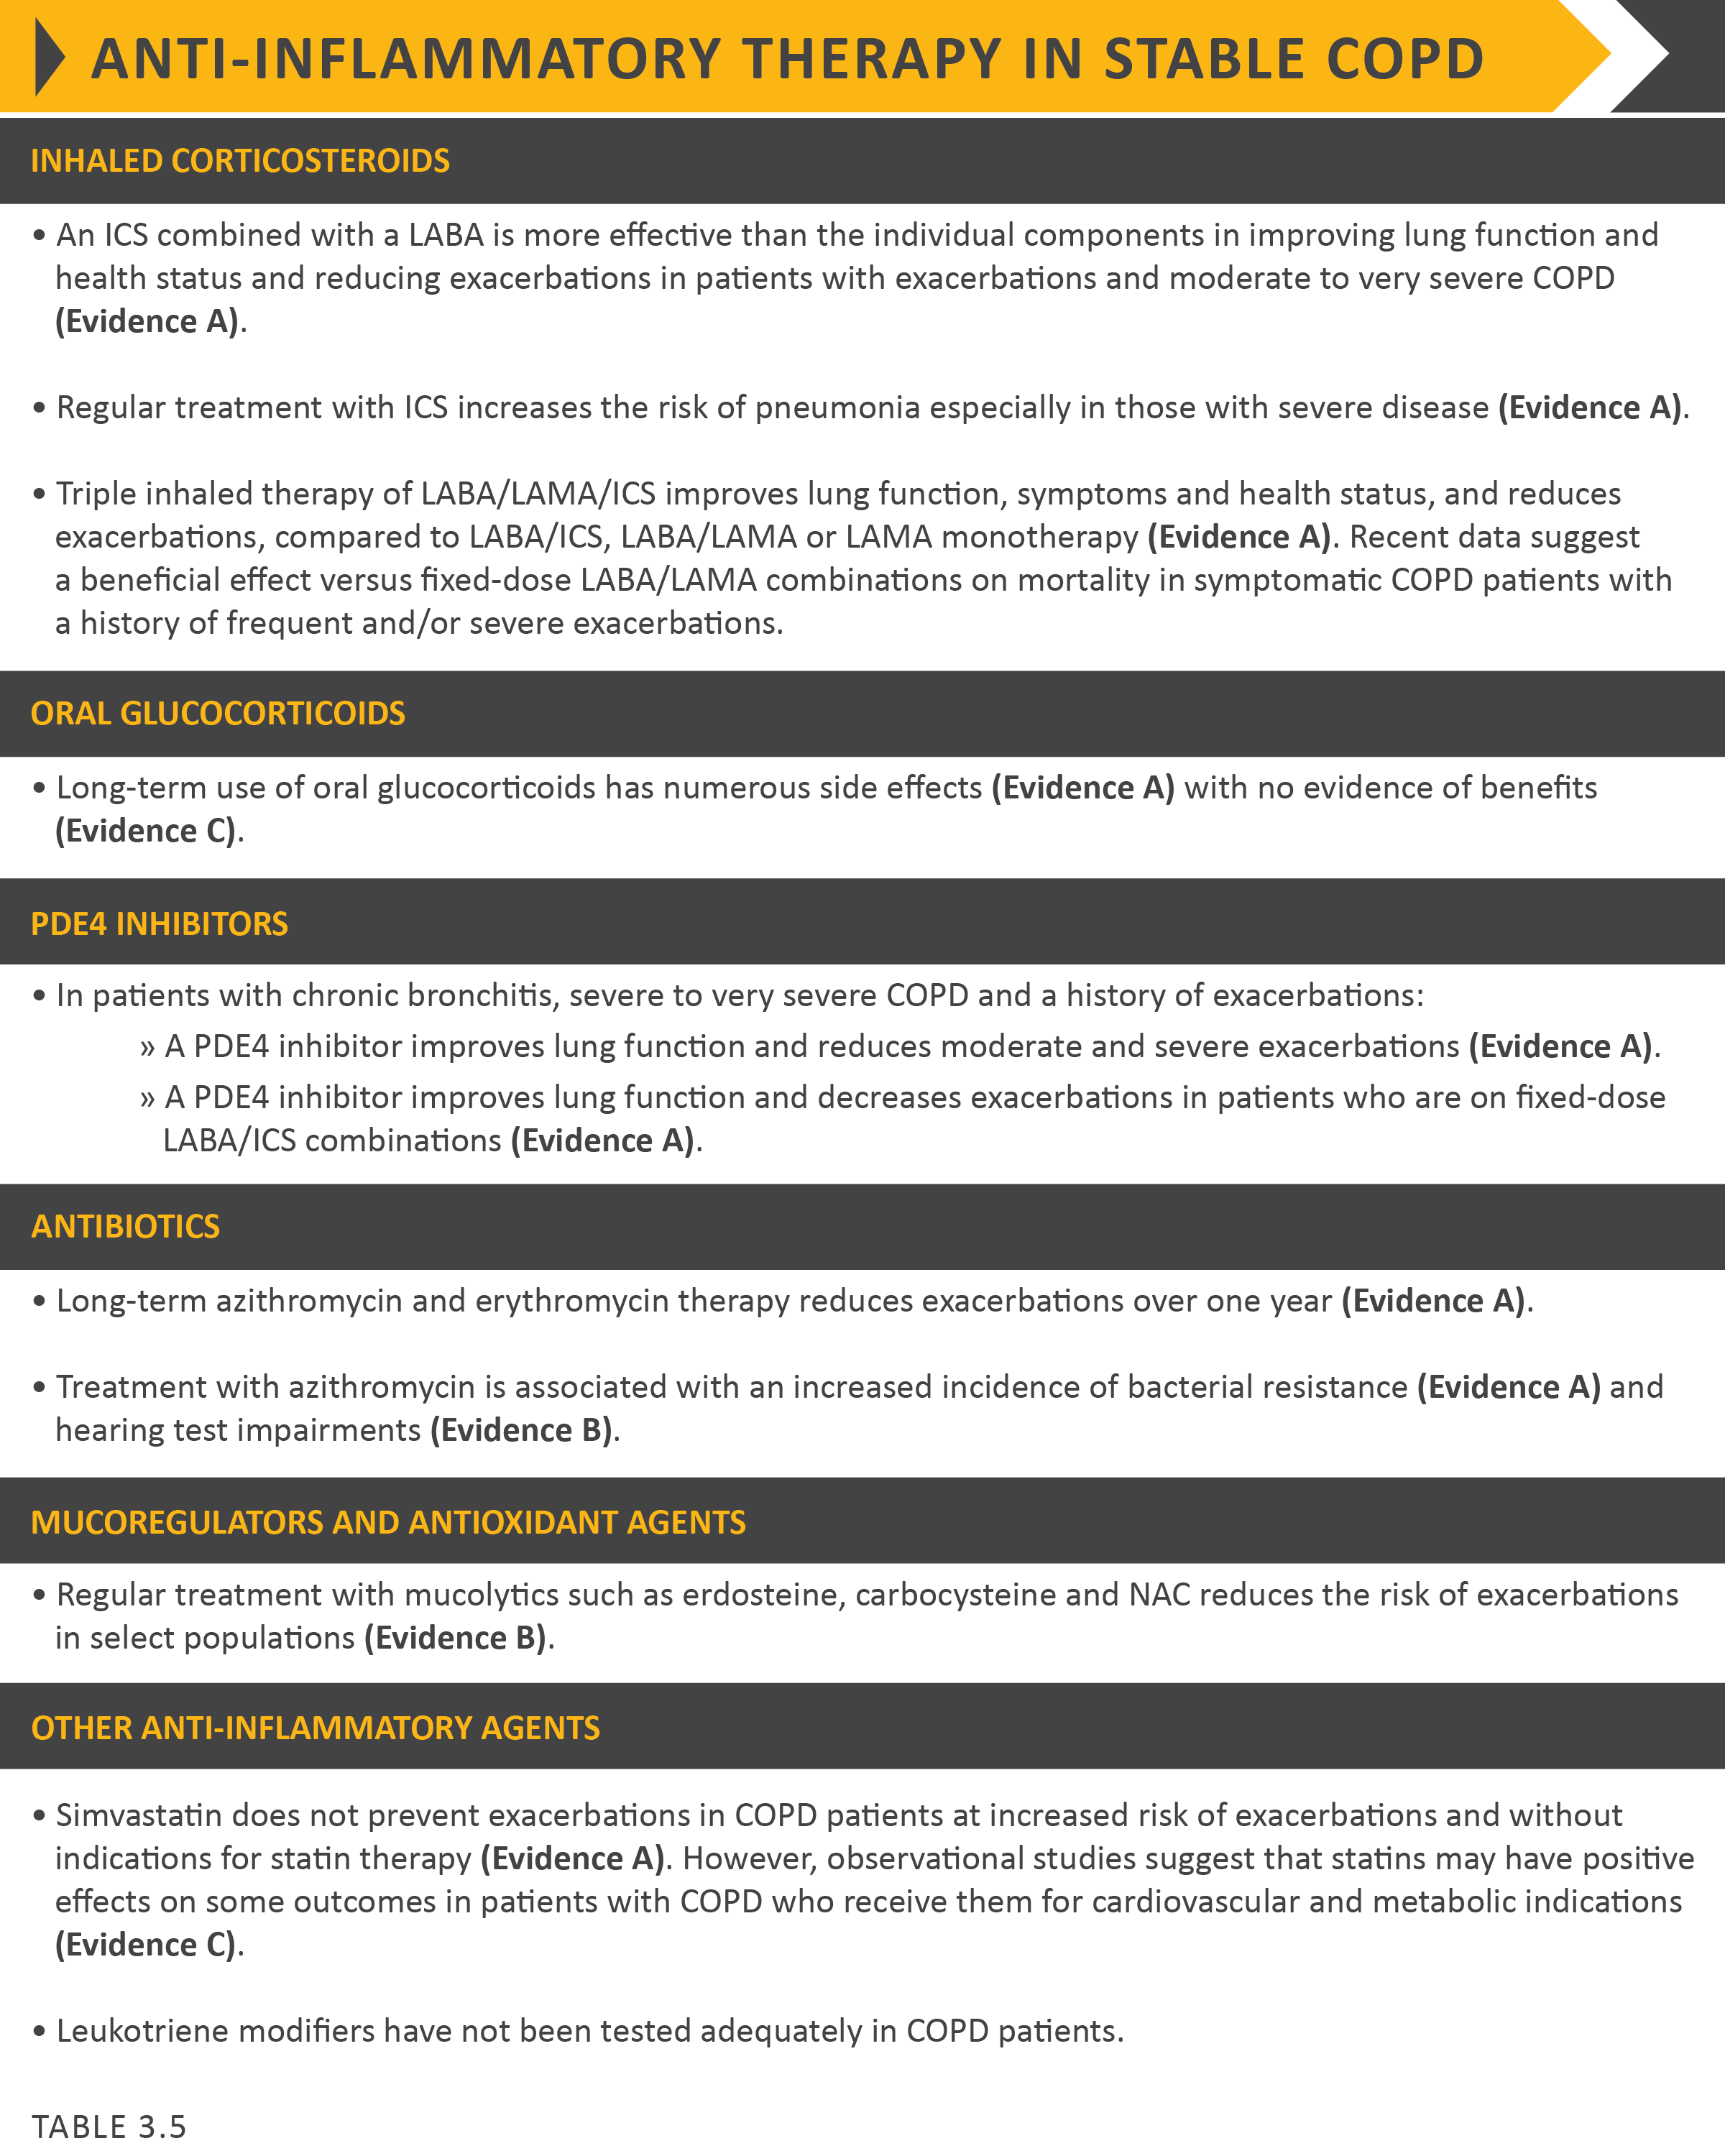 ANTI-INFLAMMATORY THERAPY IN STABLE COPD
INHALED CORTICOSTEROIDS
• An ICS combined with a LABA is more effective than the individual components in improving lung function and
health status and reducing exacerbations in patients with exacerbations and moderate to very severe COPD
(Evidence A).
• Regular treatment with ICS increases the risk of pneumonia especially in those with severe disease (Evidence A).
• Triple inhaled therapy of LABA/LAMA/ICS improves lung function, symptoms and health status, and reduces
exacerbations, compared to LABA/ICS, LABA/LAMA or LAMA monotherapy (Evidence A). Recent data suggest
a beneficial effect versus fixed-dose LABA/LAMA combinations on mortality in symptomatic COPD patients with
a history of frequent and/or severe exacerbations.
ORAL GLUCOCORTICOIDS
• Long-term use of oral glucocorticoids has numerous side effects (Evidence A) with no evidence of benefits
(Evidence C).
PDE4 INHIBITORS
• In patients with chronic bronchitis, severe to very severe COPD and a history of exacerbations:
» A PDE4 inhibitor improves lung function and reduces moderate and severe exacerbations (Evidence A).
» A PDE4 inhibitor improves lung function and decreases exacerbations in patients who are on fixed-dose
LABA/ICS combinations (Evidence A).
ANTIBIOTICS
• Long-term azithromycin and erythromycin therapy reduces exacerbations over one year (Evidence A).
• Treatment with azithromycin is associated with an increased incidence of bacterial resistance (Evidence A) and
hearing test impairments (Evidence B).
MUCOREGULATORS AND ANTIOXIDANT AGENTS
• Regular treatment with mucolytics such as erdosteine, carbocysteine and NAC reduces the risk of exacerbations
in select populations (Evidence B).
OTHER ANTI-INFLAMMATORY AGENTS
• Simvastatin does not prevent exacerbations in COPD patients at increased risk of exacerbations and without
indications for statin therapy (Evidence A). However, observational studies suggest that statins may have positive
effects on some outcomes in patients with COPD who receive them for cardiovascular and metabolic indications
(Evidence C).
• Leukotriene modifiers have not been tested adequately in COPD patients.
TABLE 3.5